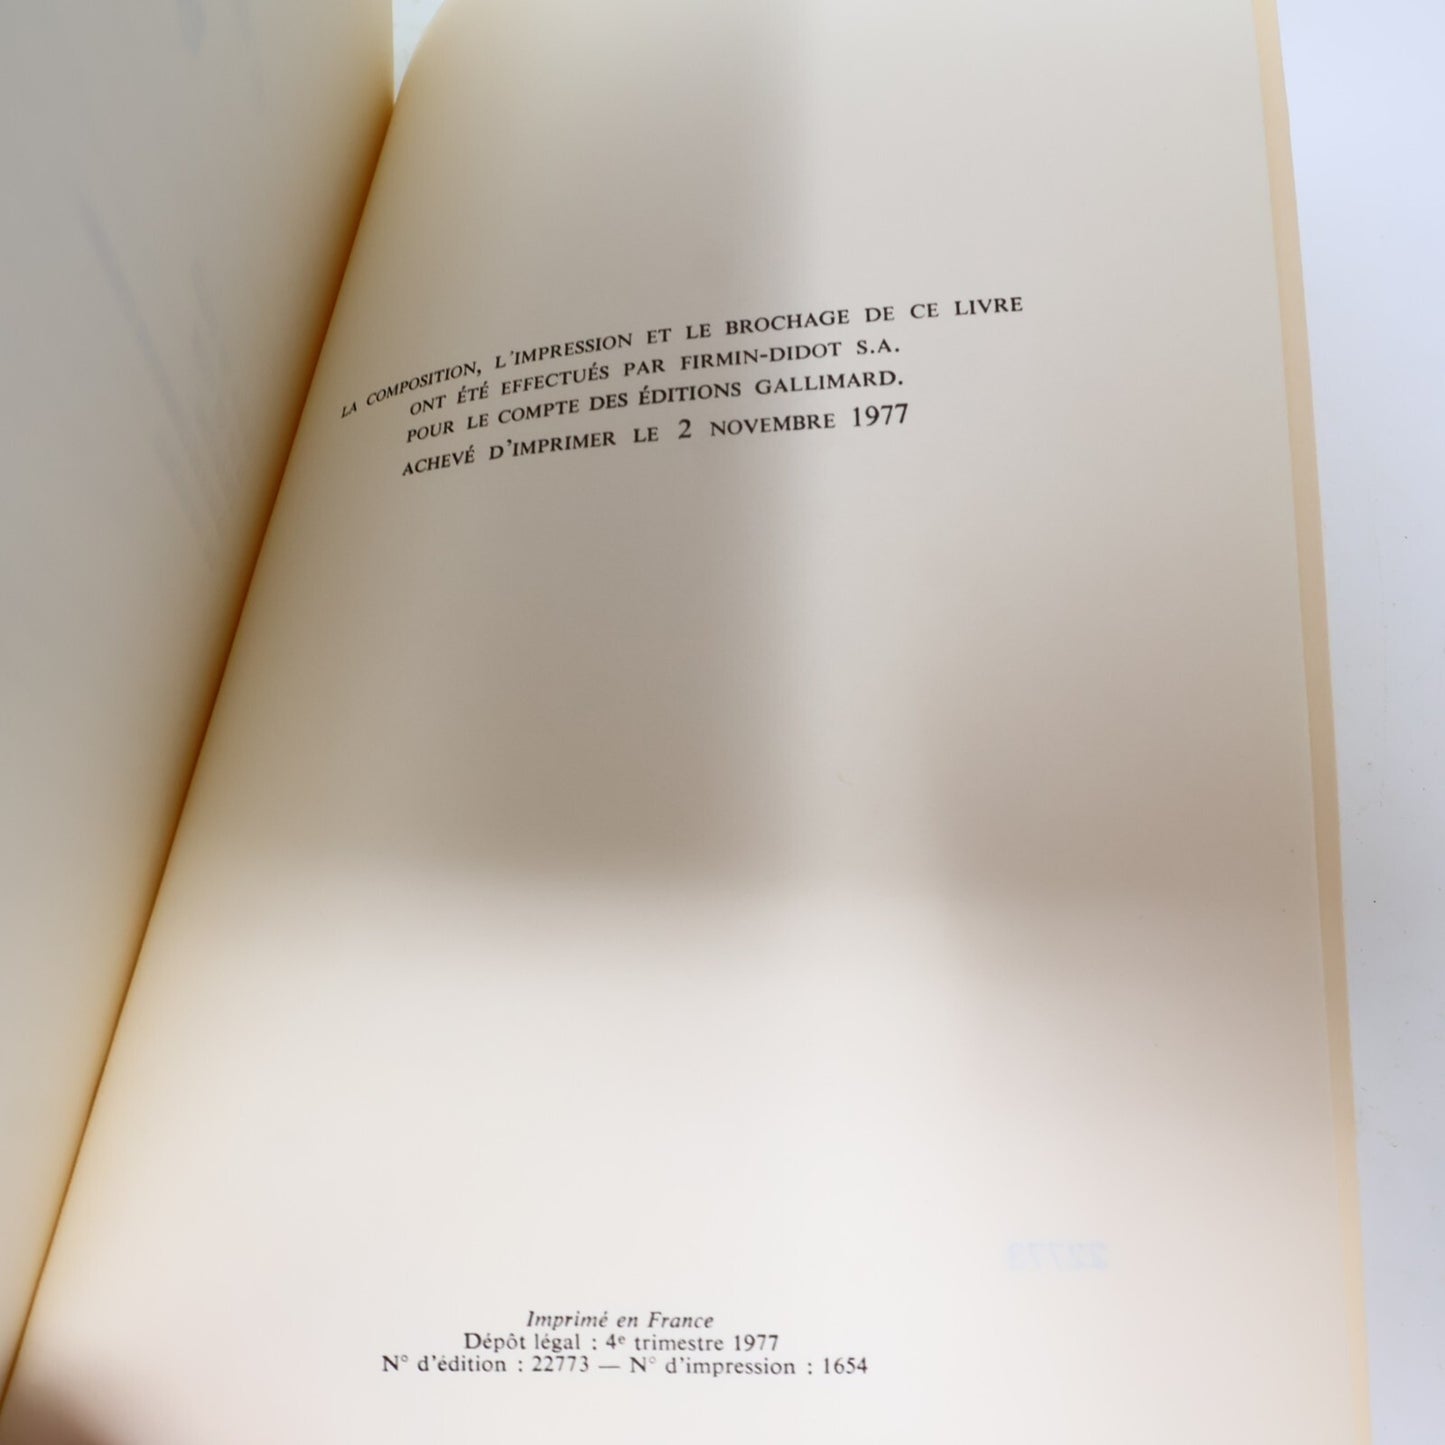 LA COMPOSITION, L'IMPRESSION ET LE BROCHAGE DE CE LIVRE
ONT ÉTÉ EFFECTUÉS PAR FIRMIN-DIDOT S.A.
POUR LE COMPTE DES ÉDITIONS GALLIMARD.
ACHEVÉ D'IMPRIMER LE 2 NOVEMBRE 1977
22773
Imprimé en France
Dépôt légal : 4e trimestre 1977
N° d'édition : 22773 — N° d'impression : 1654